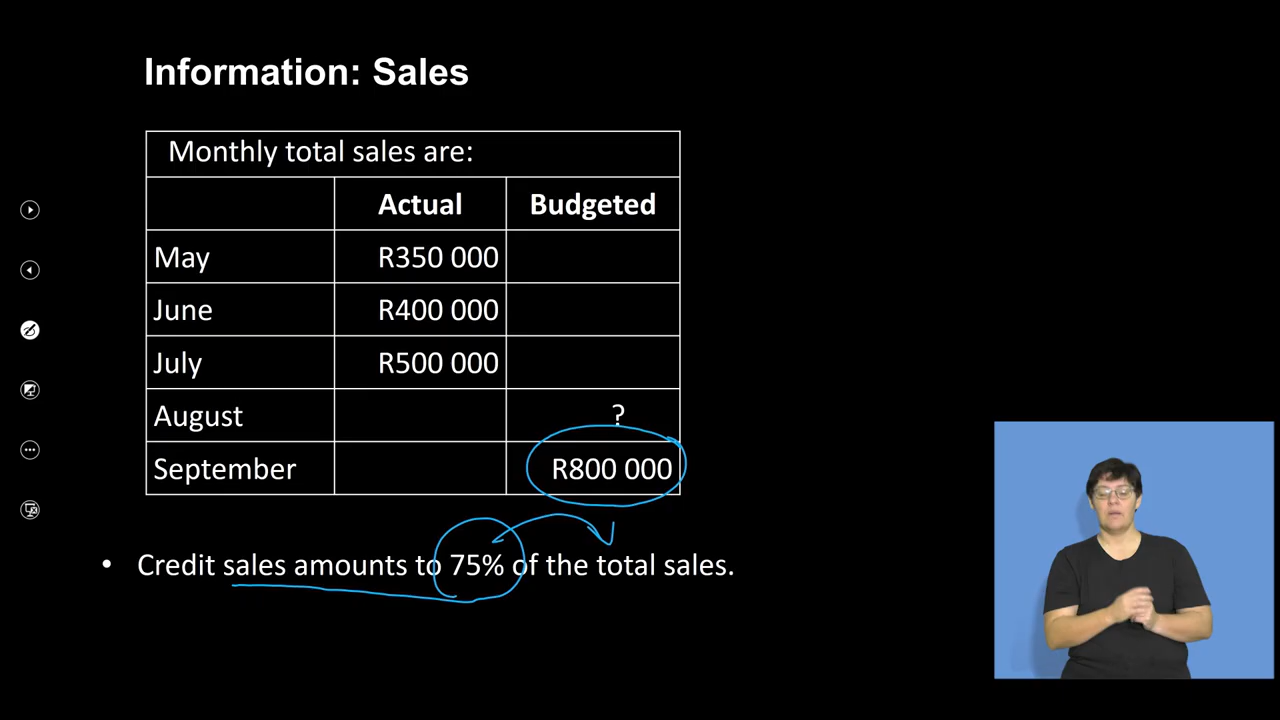 Information: Sales
Monthly total sales are:
Actual Budgeted
May R350 000
June R400 000
July R500 000
August ?
September R800 000
• Credit sales amounts to 75% of the total sales.